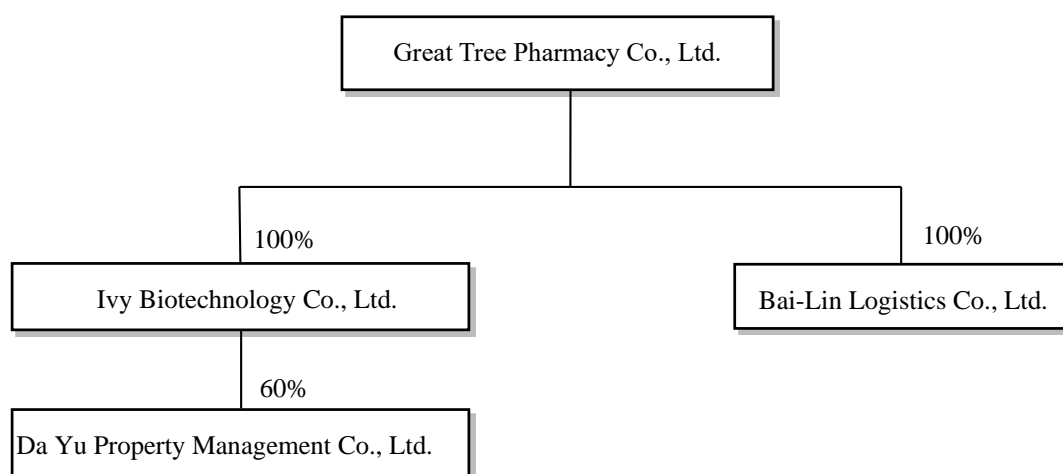 Great Tree Pharmacy Co., Ltd.
100%
100%
Ivy Biotechnology Co., Ltd.
Bai-Lin Logistics Co., Ltd.
60%
Da Yu Property Management Co., Ltd.